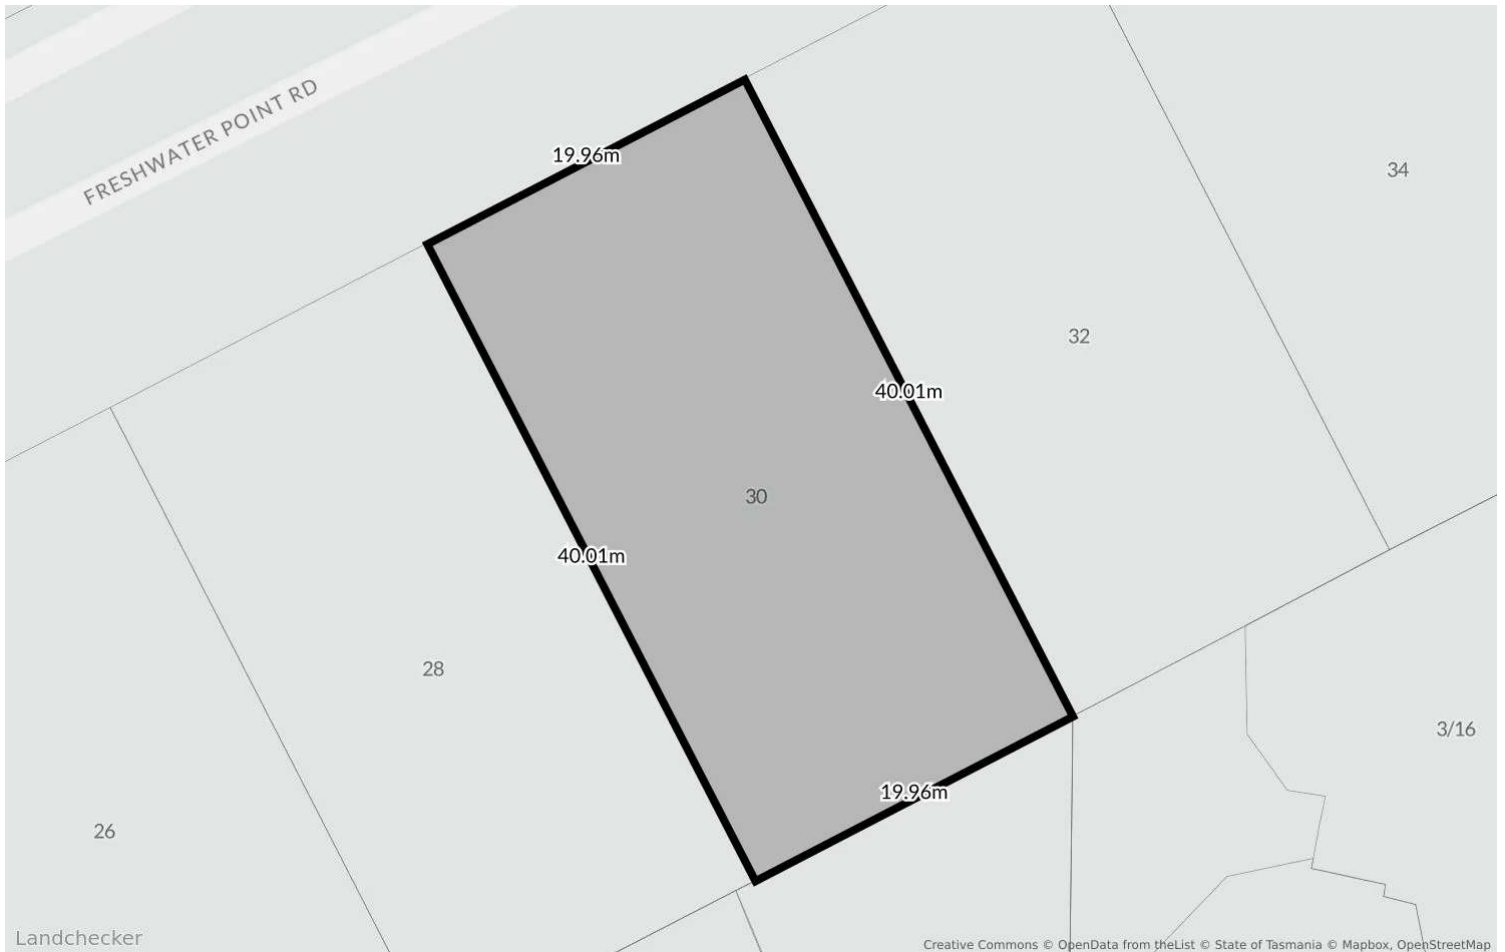 FRESHWATER POINT RD
19.96m
34
32
40.01m
30
40.01m
28
3/16
19.96m
26
Landchecker
Creative Commons © OpenData from theList © State of Tasmania © Mapbox, OpenStreetMap